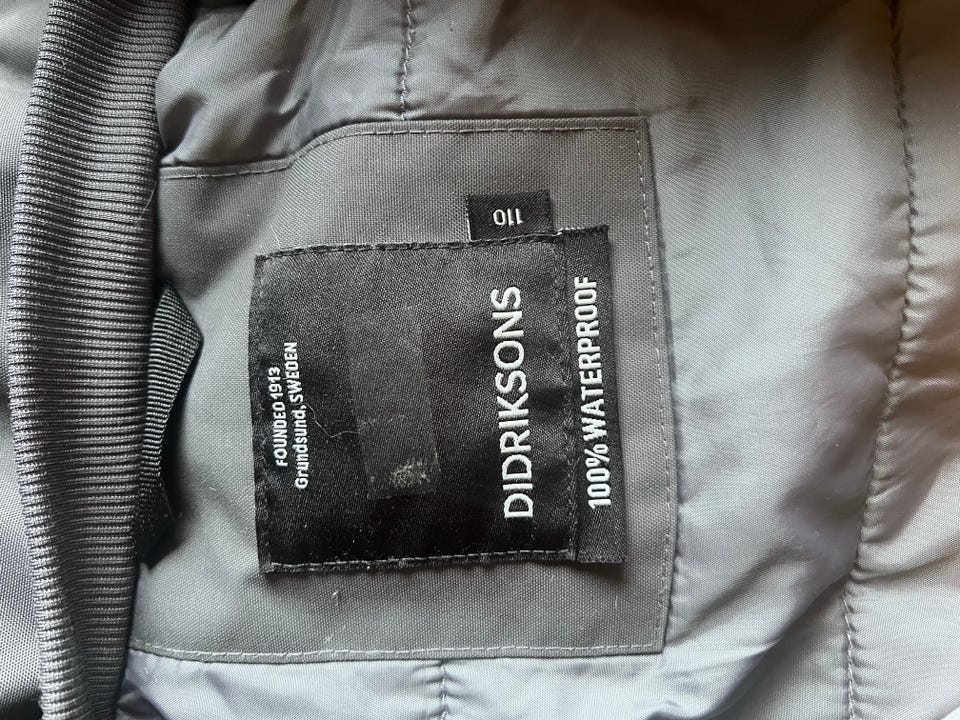 FOUNDED 1913
Grundsund, SWEDEN
DIDRIKSONS
100% WATERPROOF
110